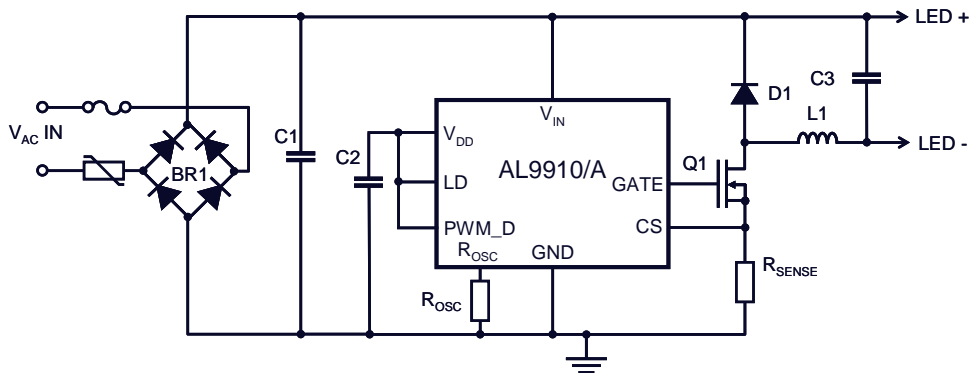 LED +
C3
D1
L1
V_IN
V_AC IN
C1
C2
V_DD
LED -
BR1
AL9910/A
Q1
LD
GATE
PWM_D
CS
R_OSC
GND
R_SENSE
R_OSC